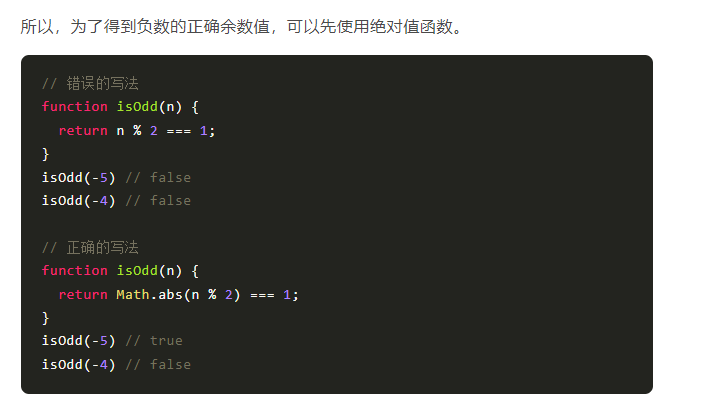 所以，为了得到负数的正确余数值，可以先使用绝对值函数。
// 错误的写法
function isOdd(n) {
  return n % 2 === 1;
}
isOdd(-5) // false
isOdd(-4) // false

// 正确的写法
function isOdd(n) {
  return Math.abs(n % 2) === 1;
}
isOdd(-5) // true
isOdd(-4) // false